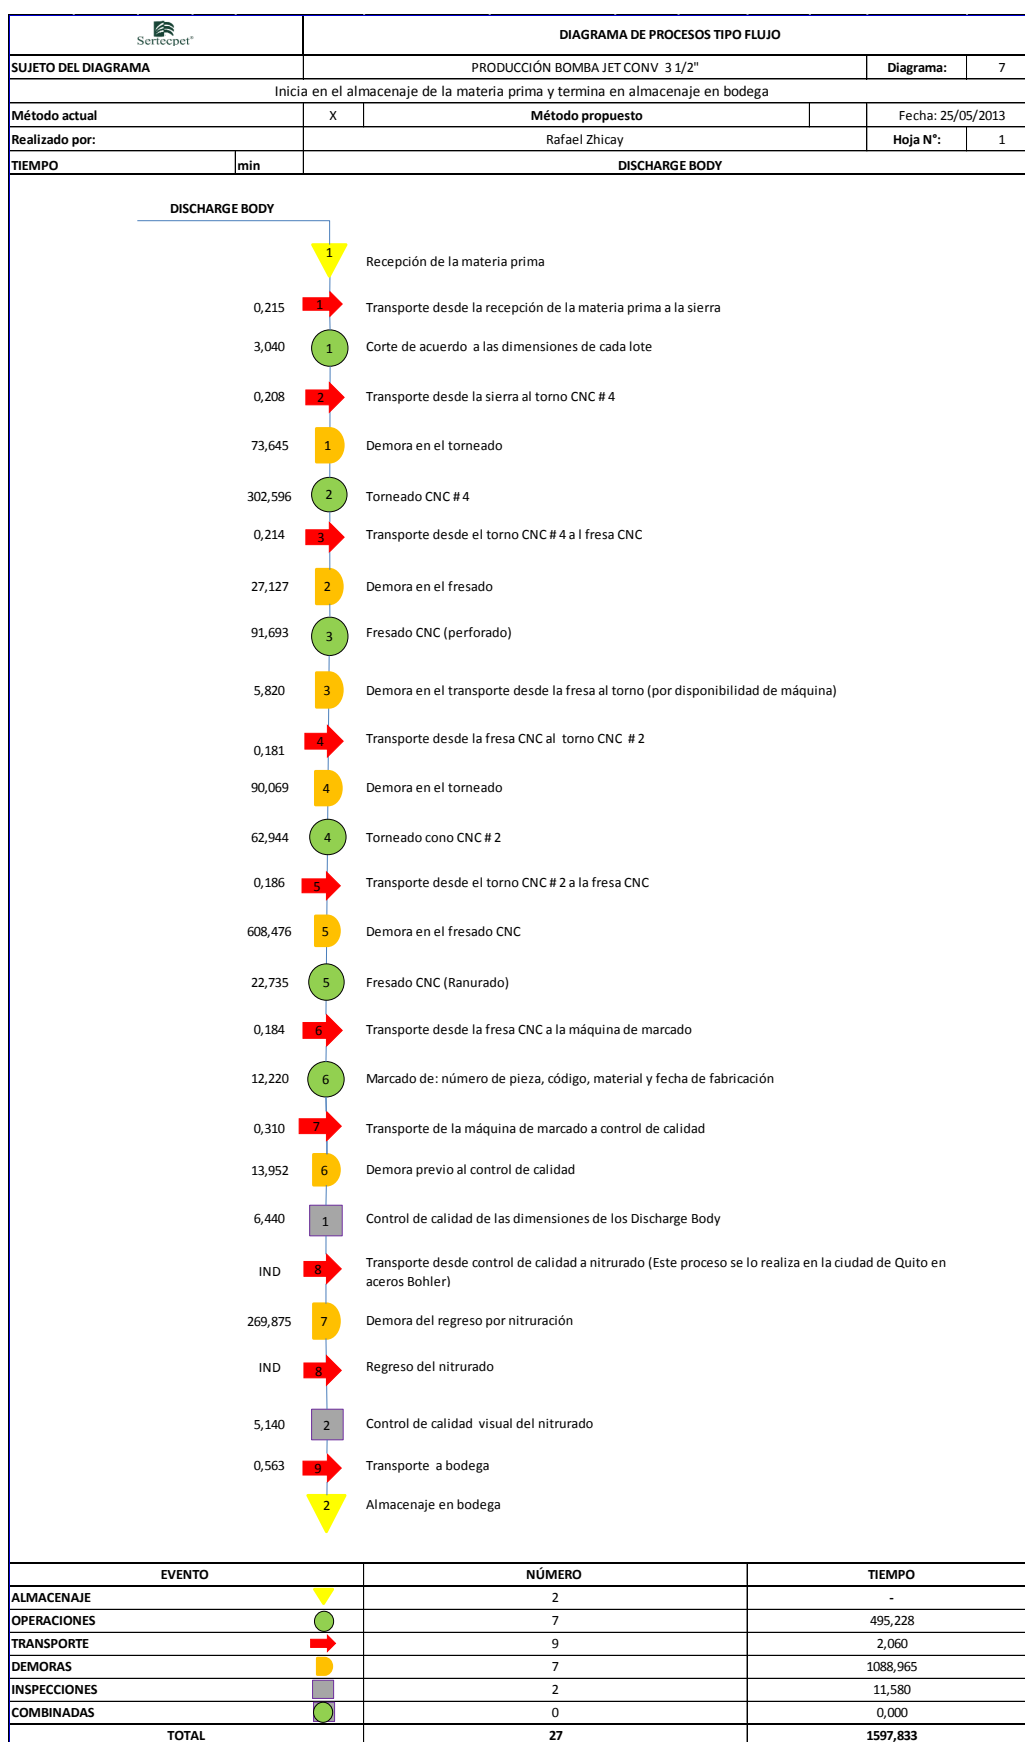 Sertecpet®
DIAGRAMA DE PROCESOS TIPO FLUJO
SUJETO DEL DIAGRAMA PRODUCCIÓN BOMBA JET CONV 3 1/2" Diagrama: 7
Inicia en el almacenaje de la materia prima y termina en almacenaje en bodega
Método actual X Método propuesto Fecha: 25/05/2013
Realizado por: Rafael Zhicay Hoja N°: 1
TIEMPO min DISCHARGE BODY
DISCHARGE BODY
1 Recepción de la materia prima
0,215 1 Transporte desde la recepción de la materia prima a la sierra
3,040 1 Corte de acuerdo a las dimensiones de cada lote
0,208 2 Transporte desde la sierra al torno CNC # 4
73,645 1 Demora en el torneado
302,596 2 Torneado CNC # 4
0,214 3 Transporte desde el torno CNC # 4 a l fresa CNC
27,127 2 Demora en el fresado
91,693 3 Fresado CNC (perforado)
5,820 3 Demora en el transporte desde la fresa al torno (por disponibilidad de máquina)
0,181 4 Transporte desde la fresa CNC al torno CNC # 2
90,069 4 Demora en el torneado
62,944 4 Torneado cono CNC # 2
0,186 5 Transporte desde el torno CNC # 2 a la fresa CNC
608,476 5 Demora en el fresado CNC
22,735 5 Fresado CNC (Ranurado)
0,184 6 Transporte desde la fresa CNC a la máquina de marcado
12,220 6 Marcado de: número de pieza, código, material y fecha de fabricación
0,310 7 Transporte de la máquina de marcado a control de calidad
13,952 6 Demora previo al control de calidad
6,440 1 Control de calidad de las dimensiones de los Discharge Body
IND 8 Transporte desde control de calidad a nitrurado (Este proceso se lo realiza en la ciudad de Quito en
aceros Bohler)
269,875 7 Demora del regreso por nitruración
IND 8 Regreso del nitrurado
5,140 2 Control de calidad visual del nitrurado
0,563 9 Transporte a bodega
2 Almacenaje en bodega
EVENTO NÚMERO TIEMPO
ALMACENAJE 2 -
OPERACIONES 7 495,228
TRANSPORTE 9 2,060
DEMORAS 7 1088,965
INSPECCIONES 2 11,580
COMBINADAS 0 0,000
TOTAL 27 1597,833